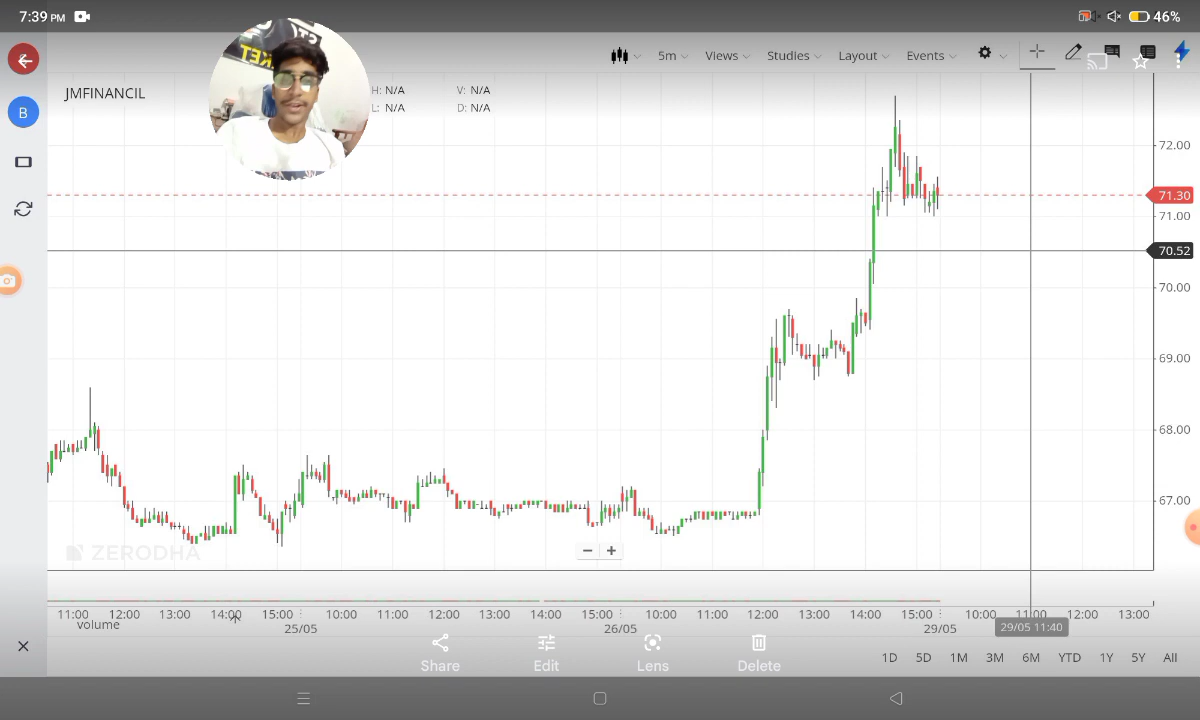 7:39 PM 46%
5m Views Studies Layout Events
B
JMFINANCIL
H: N/A V: N/A
L: N/A D: N/A
72.00
71.30
71.00
70.52
70.00
69.00
68.00
67.00
ZERODHA
− +
11:00 12:00 13:00 14:00 15:00 10:00 11:00 12:00 13:00 14:00 15:00 10:00 11:00 12:00 13:00 14:00 15:00 10:00 11:00 12:00 13:00
volume 25/05 26/05 29/05 29/05 11:40
1D 5D 1M 3M 6M YTD 1Y 5Y All
Share Edit Lens Delete